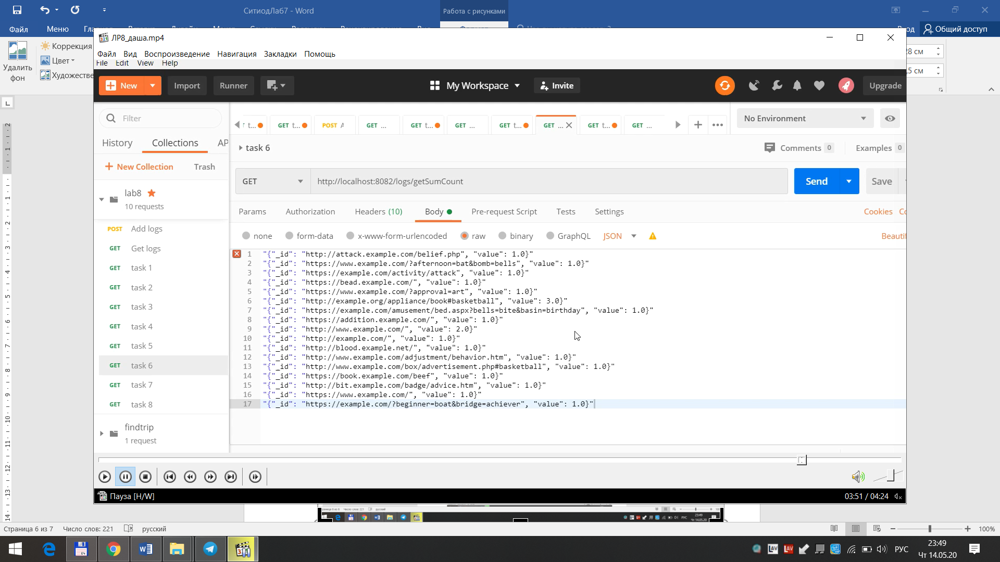 СитиодЛаб7 - Word
Работа с рисунками
Файл
Меню
Общий доступ
Удалить фон
Коррекция
Цвет
Художестве
ЛР8_даша.mp4
Файл Вид Воспроизведение Навигация Закладки Помощь
File Edit View Help
New
Import
Runner
My Workspace
Invite
Upgrade
Filter
History
Collections
AP
New Collection
Trash
lab8
10 requests
POST Add logs
GET Get logs
GET task 1
GET task 2
GET task 3
GET task 4
GET task 5
GET task 6
GET task 7
GET task 8
findtrip
1 request
t...
GET t...
POST A
GET ...
GET t...
GET ...
GET t...
GET ...
GET t...
GET ...
No Environment
task 6
Comments 0
Examples 0
GET
http://localhost:8082/logs/getSumCount
Send
Save
Params
Authorization
Headers (10)
Body
Pre-request Script
Tests
Settings
Cookies
none
form-data
x-www-form-urlencoded
raw
binary
GraphQL
JSON
Beautif
1 "{"_id": "http://attack.example.com/belief.php", "value": 1.0}"
2 "{"_id": "https://www.example.com/?afternoon=bat&bomb=bells", "value": 1.0}"
3 "{"_id": "https://example.com/activity/attack", "value": 1.0}"
4 "{"_id": "https://bead.example.com/", "value": 1.0}"
5 "{"_id": "https://www.example.com/?approval=art", "value": 1.0}"
6 "{"_id": "http://example.org/appliance/book#basketball", "value": 3.0}"
7 "{"_id": "https://example.com/amusement/bed.aspx?bells=bite&basin=birthday", "value": 1.0}"
8 "{"_id": "https://addition.example.com/", "value": 1.0}"
9 "{"_id": "http://www.example.com/", "value": 2.0}"
10 "{"_id": "http://example.com/", "value": 1.0}"
11 "{"_id": "http://blood.example.net/", "value": 1.0}"
12 "{"_id": "http://www.example.com/adjustment/behavior.htm", "value": 1.0}"
13 "{"_id": "http://www.example.com/box/advertisement.php#basketball", "value": 1.0}"
14 "{"_id": "https://book.example.com/beef", "value": 1.0}"
15 "{"_id": "http://bit.example.com/badge/advice.htm", "value": 1.0}"
16 "{"_id": "https://www.example.com/", "value": 1.0}"
17 "{"_id": "https://example.com/?beginner=boat&bridge=achiever", "value": 1.0}"
Пауза [H/W]
03:51 / 04:24
Страница 6 из 7
Число слов: 221
русский
100%
РУС
23:49
Чт 14.05.20